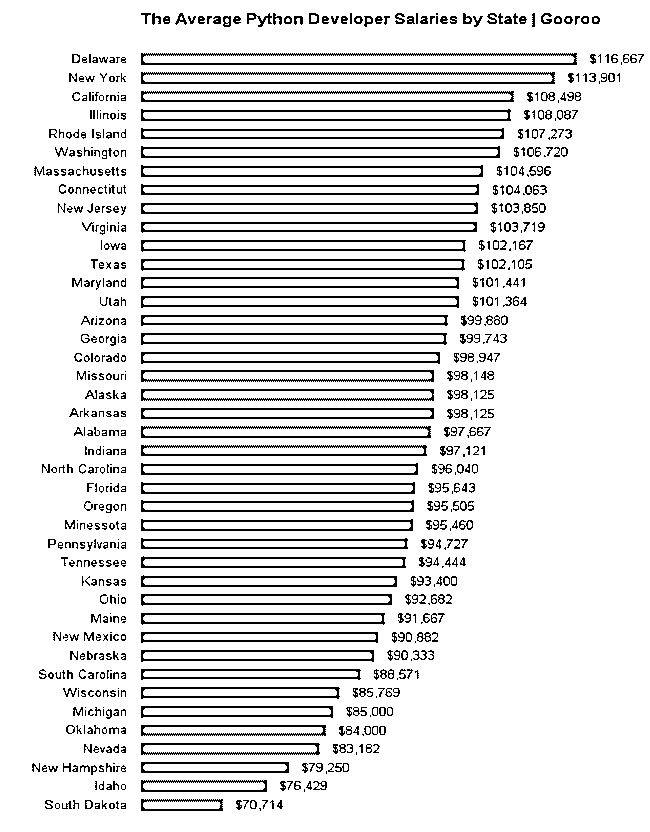 The Average Python Developer Salaries by State | Gooroo
Delaware $116,667
New York $113,901
California $108,498
Illinois $108,087
Rhode Island $107,273
Washington $106,720
Massachusetts $104,596
Connectitut $104,063
New Jersey $103,850
Virginia $103,719
Iowa $102,167
Texas $102,105
Maryland $101,441
Utah $101,364
Arizona $99,880
Georgia $99,743
Colorado $98,947
Missouri $98,148
Alaska $98,125
Arkansas $98,125
Alabama $97,667
Indiana $97,121
North Carolina $96,040
Florida $95,643
Oregon $95,505
Minessota $95,460
Pennsylvania $94,727
Tennessee $94,444
Kansas $93,400
Ohio $92,682
Maine $91,667
New Mexico $90,882
Nebraska $90,333
South Carolina $88,571
Wisconsin $85,769
Michigan $85,000
Oklahoma $84,000
Nevada $83,182
New Hampshire $79,250
Idaho $76,429
South Dakota $70,714